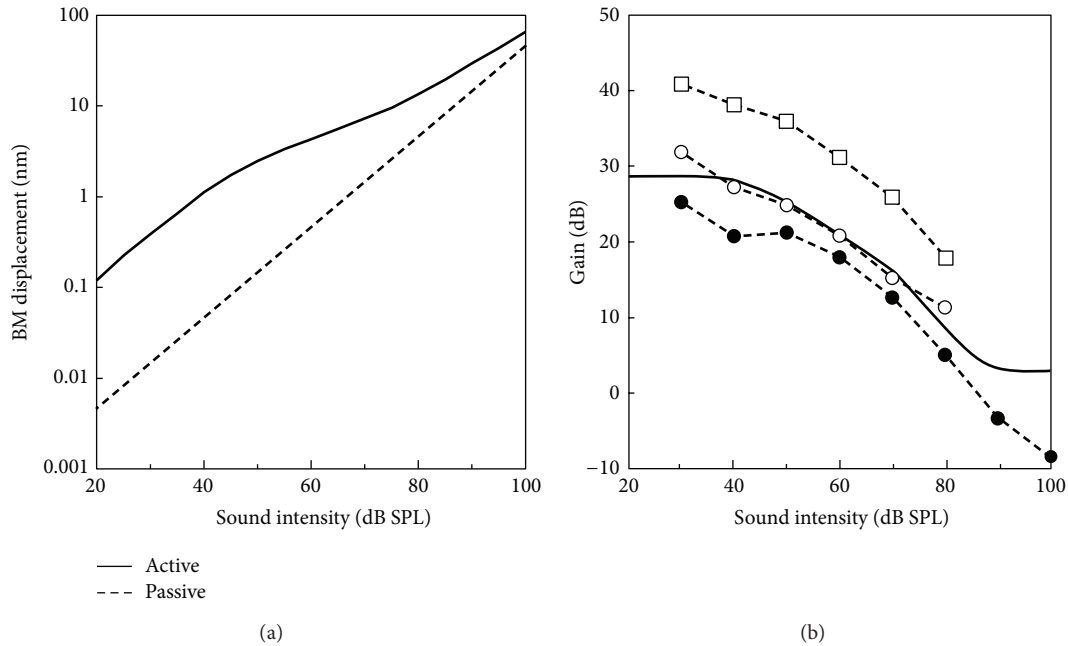 100
10
1
0.1
0.01
0.001
BM displacement (nm)
20
40
60
80
100
Sound intensity (dB SPL)
Active
Passive
(a)
50
40
30
20
10
0
−10
Gain (dB)
20
40
60
80
100
Sound intensity (dB SPL)
(b)